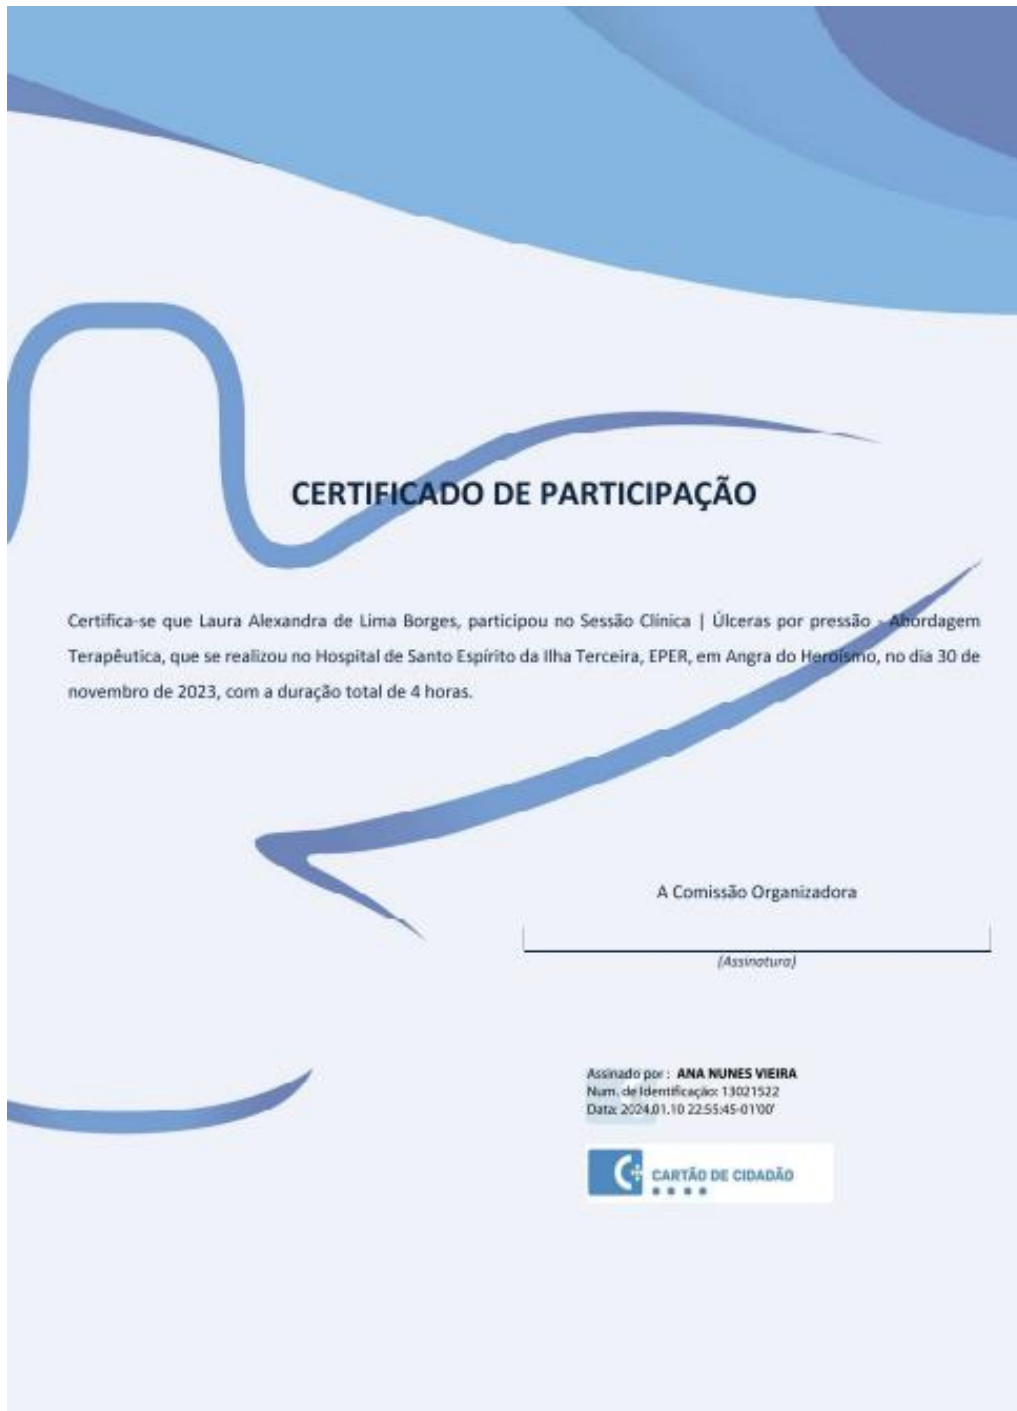 CERTIFICADO DE PARTICIPAÇÃO
Certifica-se que Laura Alexandra de Lima Borges, participou no Sessão Clínica | Úlceras por pressão - Abordagem
Terapêutica, que se realizou no Hospital de Santo Espírito da Ilha Terceira, EPER, em Angra do Heroísmo, no dia 30 de
novembro de 2023, com a duração total de 4 horas.
A Comissão Organizadora
(Assinatura)
Assinado por : ANA NUNES VIEIRA
Num. de Identificação: 13021522
Data: 2024.01.10 22:55:45-01'00'
CARTÃO DE CIDADÃO